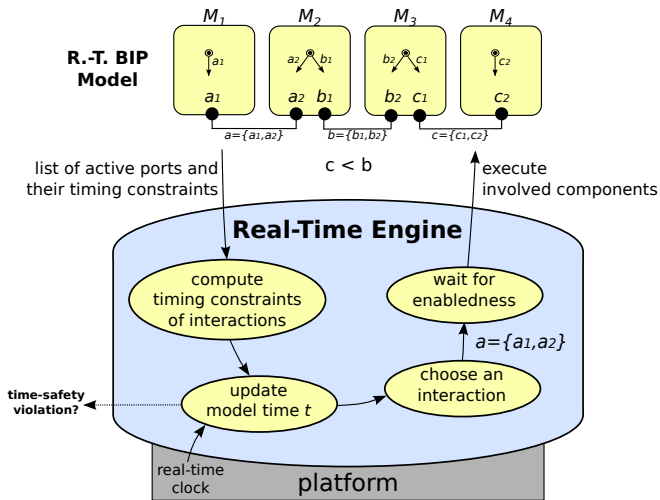 M1 M2 M3 M4
R.-T. BIP
Model
a1 a2 b1 b2 c1 c2
a1 a2 b1 b2 c1 c2
a={a1,a2} b={b1,b2} c={c1,c2}
c < b
list of active ports and
their timing constraints
execute
involved components
Real-Time Engine
compute
timing constraints
of interactions
wait for
enabledness
a={a1,a2}
choose an
interaction
update
model time t
time-safety
violation?
real-time
clock
platform